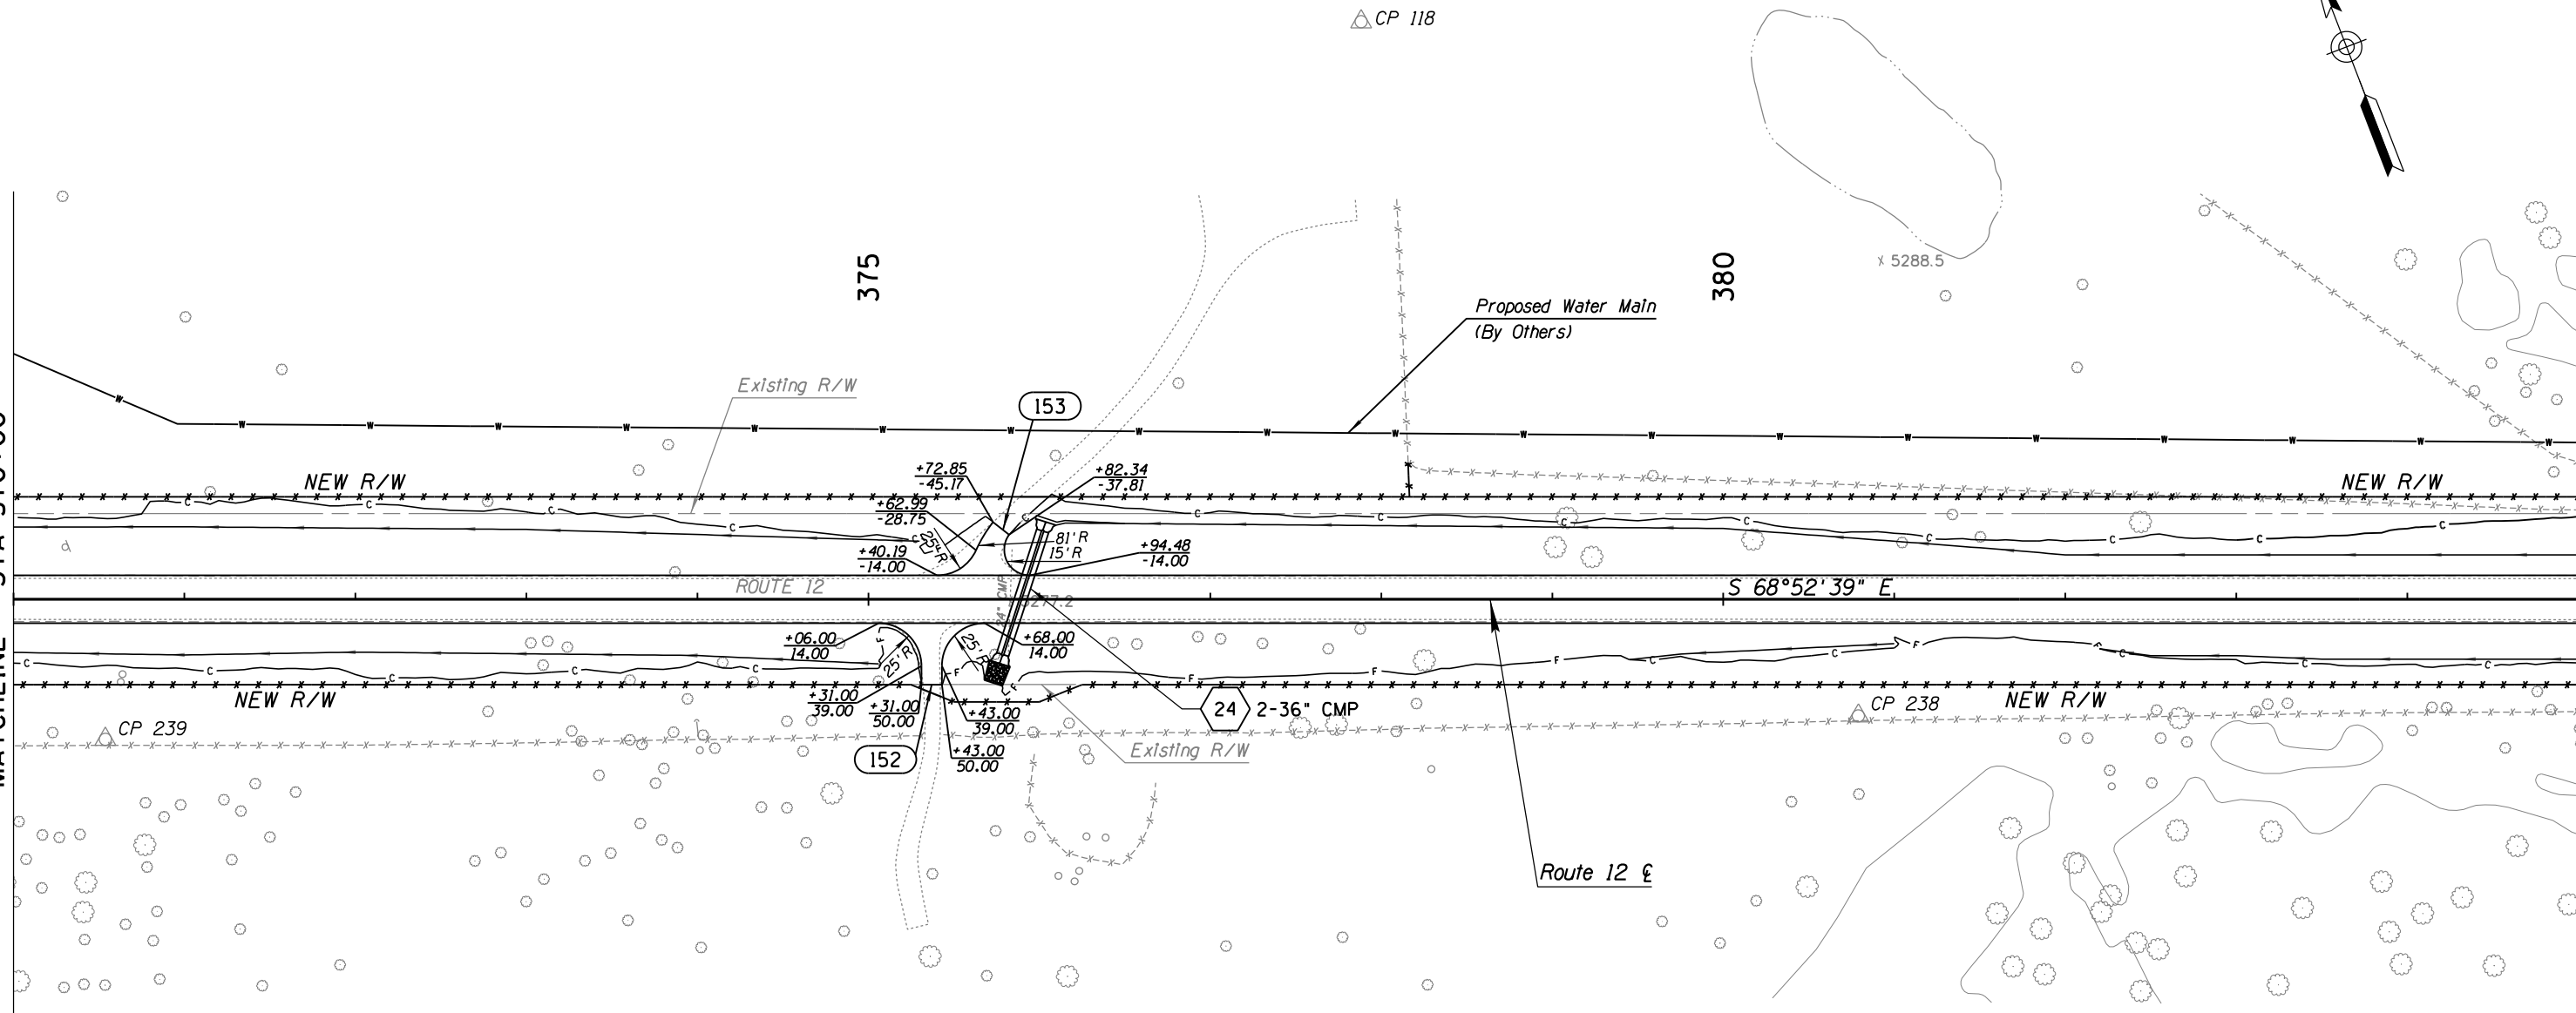 CP 118
375
380
5288.5
Proposed Water Main
(By Others)
Existing R/W
153
NEW R/W
+72.85
-45.17
+82.34
-37.81
NEW R/W
+62.99
-28.75
25'R
81'R
15'R
+40.19
-14.00
+94.48
-14.00
ROUTE 12
24" CMP
S 68°52'39" E
+06.00
14.00
25'R
25'R
+68.00
14.00
NEW R/W
+31.00
39.00
+31.00
50.00
+43.00
39.00
24
2-36" CMP
CP 238
NEW R/W
CP 239
152
+43.00
50.00
Existing R/W
Route 12 ℄